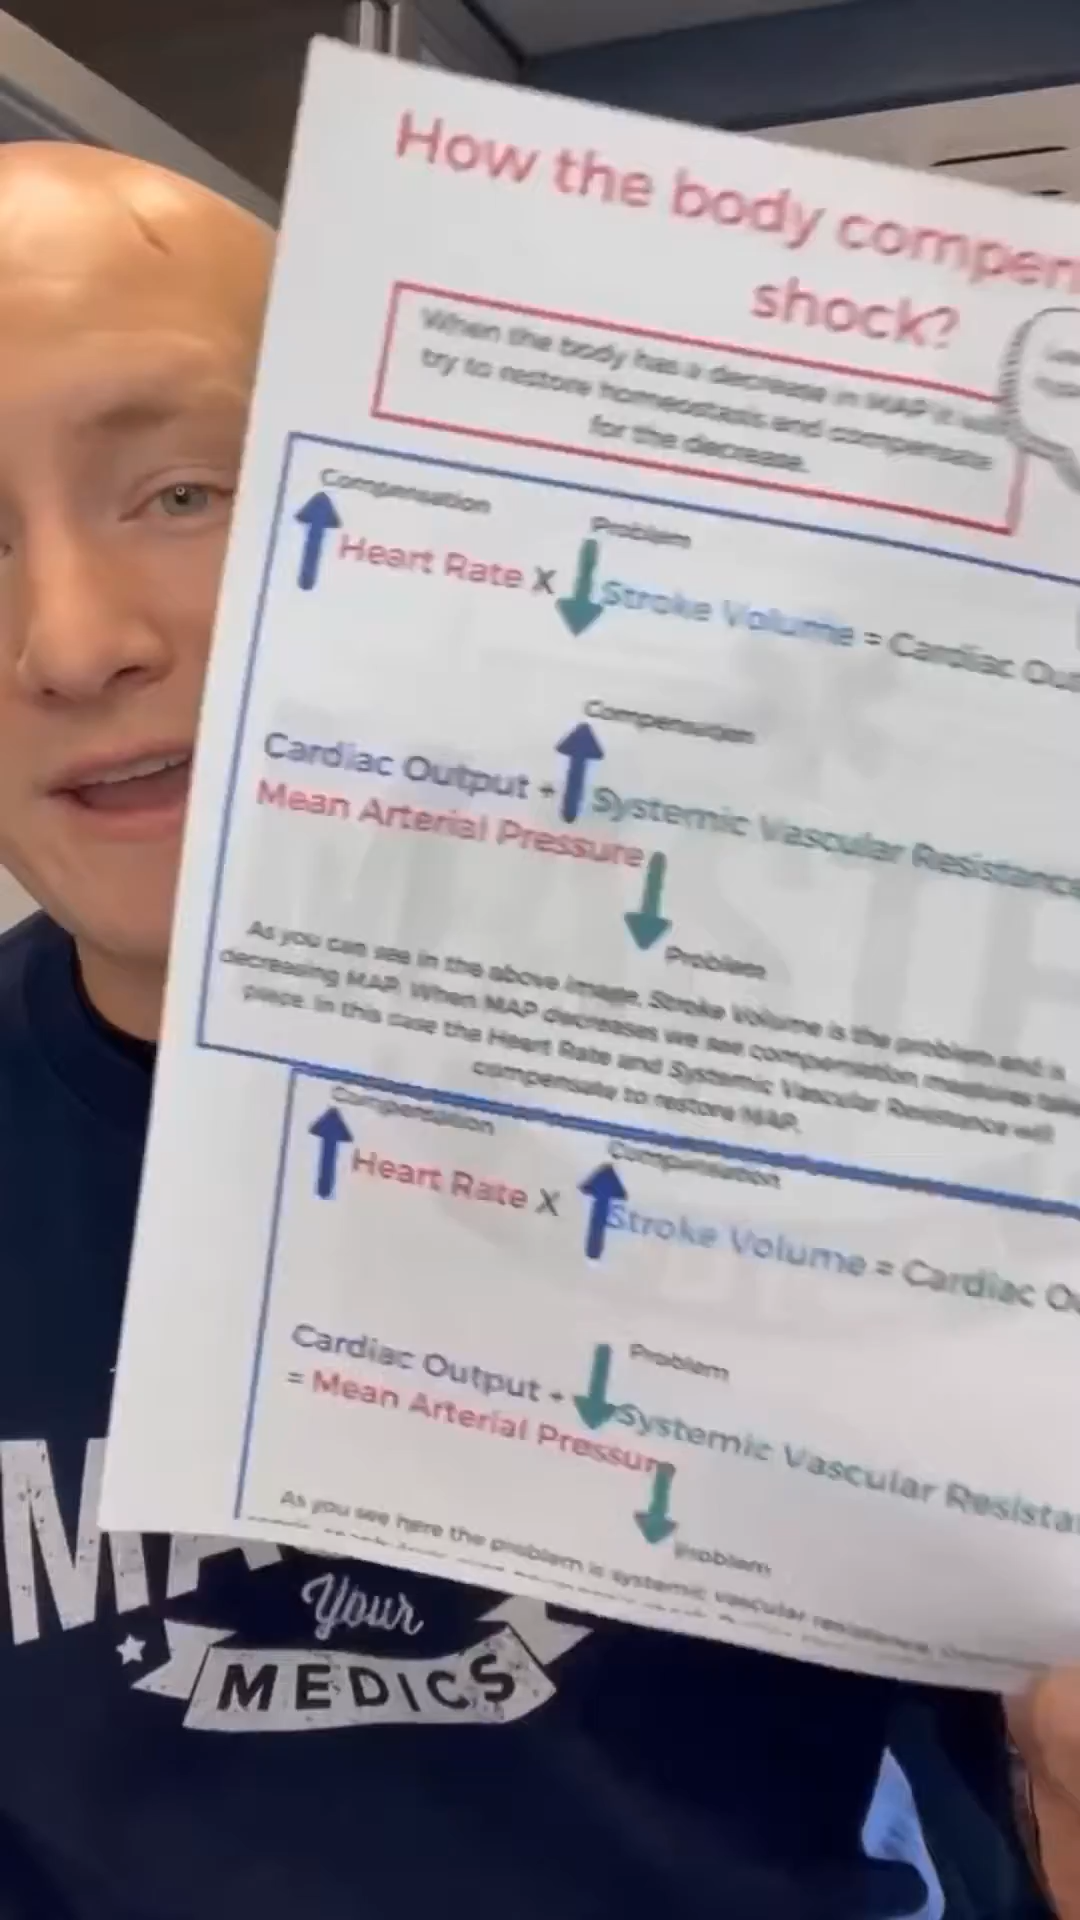 How the body compen
shock?
When the body has a decrease in MAP it
try to restore homeostasis and compensate
for the decrease.
Compensation
Problem
Heart Rate X Stroke Volume = Cardiac Out
Compensation
Cardiac Output + Systemic Vascular Resistance
Mean Arterial Pressure
Problem
As you can see in the above image, Stroke Volume is the problem and is
decreasing MAP. When MAP decreases we see compensation measures take
place. In this case the Heart Rate and Systemic Vascular Resistance will
compensate to restore MAP.
Compensation
Compensation
Heart Rate X Stroke Volume = Cardiac Ou
Problem
Cardiac Output + Systemic Vascular Resista
= Mean Arterial Pressure
Problem
As you see here the problem is systemic vascular resistance,
Your
MEDICS